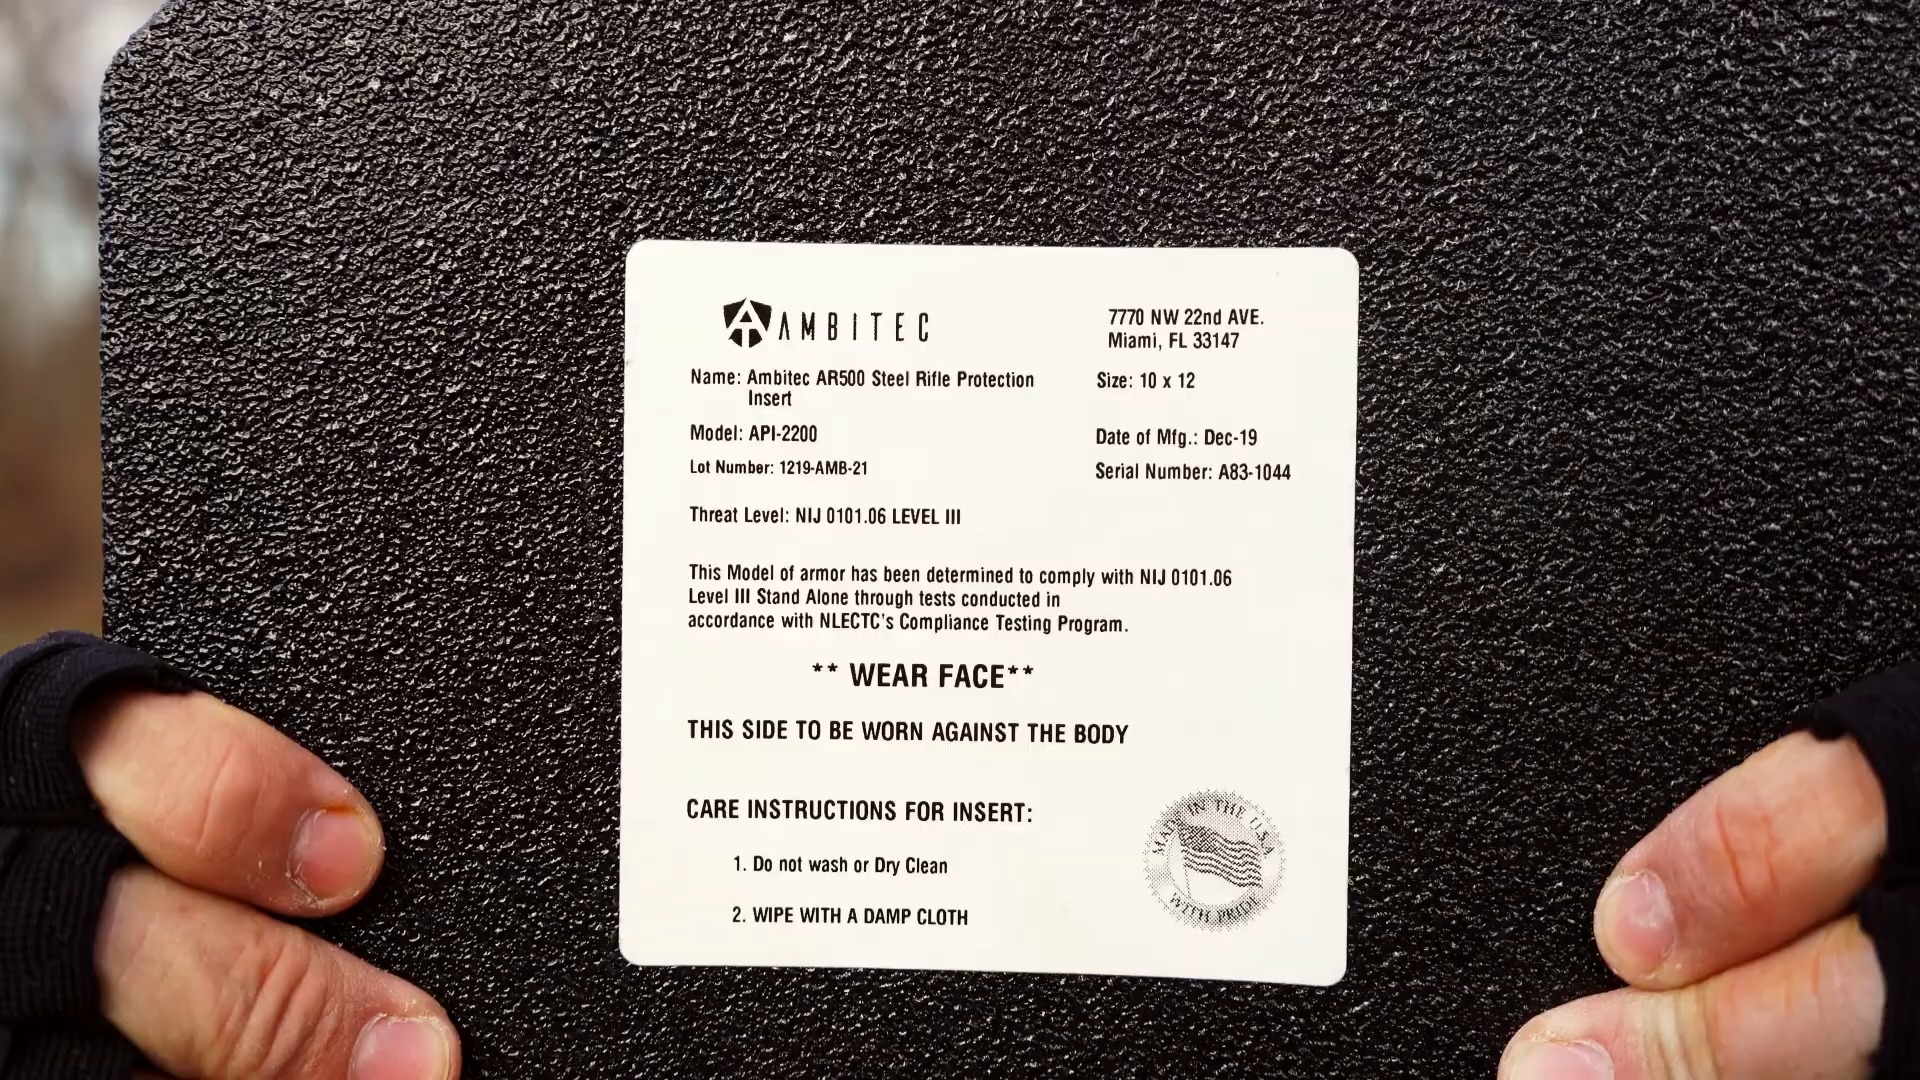 AMBITEC
7770 NW 22nd AVE.
Miami, FL 33147
Name: Ambitec AR500 Steel Rifle Protection
Insert
Size: 10 x 12
Model: API-2200
Date of Mfg.: Dec-19
Lot Number: 1219-AMB-21
Serial Number: A83-1044
Threat Level: NIJ 0101.06 LEVEL III
This Model of armor has been determined to comply with NIJ 0101.06
Level III Stand Alone through tests conducted in
accordance with NLECTC's Compliance Testing Program.
** WEAR FACE**
THIS SIDE TO BE WORN AGAINST THE BODY
CARE INSTRUCTIONS FOR INSERT:
1. Do not wash or Dry Clean
2. WIPE WITH A DAMP CLOTH
MADE IN THE U.S.A
WITH PRIDE